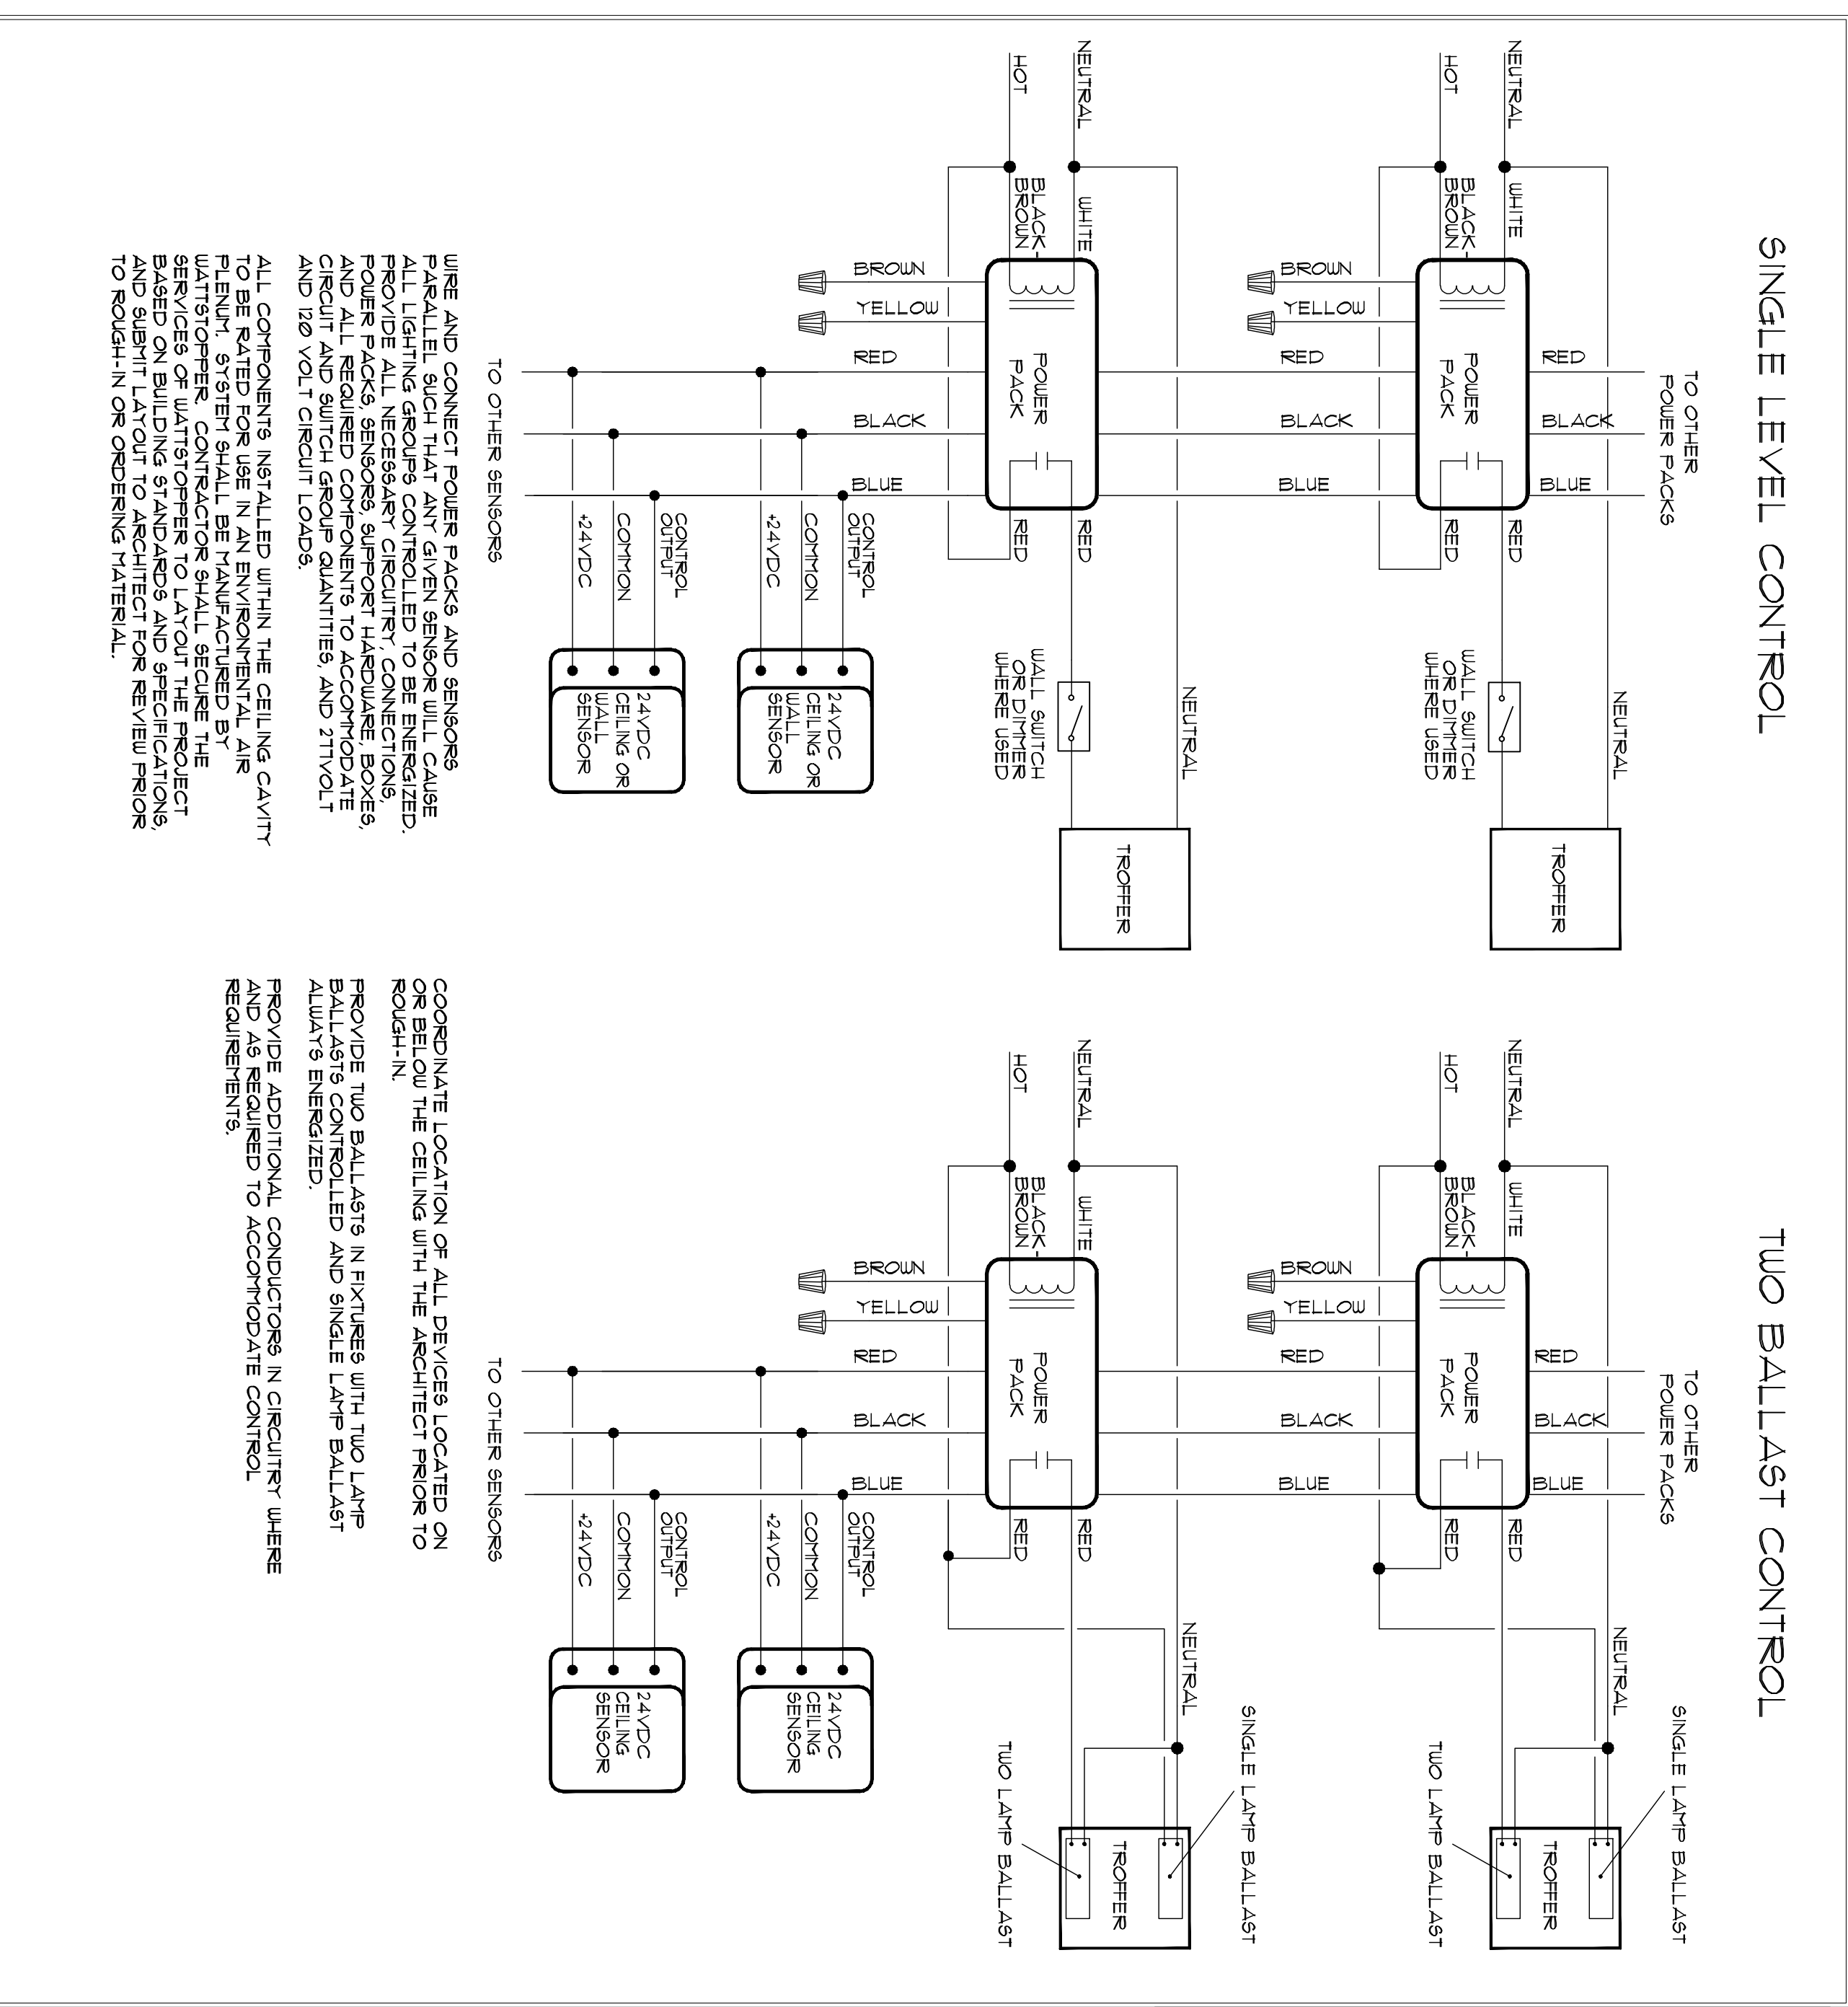 SINGLE LEVEL CONTROL
TO OTHER
POWER PACKS
NEUTRAL
HOT
WHITE
BLACK
BROWN
RED
BLACK
BLUE
POWER
PACK
RED
RED
NEUTRAL
WALL SWITCH
OR DIMMER
WHERE USED
TROFFER
BROWN
YELLOW
RED
BLACK
BLUE
NEUTRAL
HOT
WHITE
BLACK
BROWN
POWER
PACK
RED
RED
NEUTRAL
WALL SWITCH
OR DIMMER
WHERE USED
TROFFER
BROWN
YELLOW
RED
BLACK
BLUE
CONTROL
OUTPUT
COMMON
+24VDC
24VDC
CEILING OR
WALL
SENSOR
CONTROL
OUTPUT
COMMON
+24VDC
24VDC
CEILING OR
WALL
SENSOR
TO OTHER SENSORS
WIRE AND CONNECT POWER PACKS AND SENSORS
PARALLEL SUCH THAT ANY GIVEN SENSOR WILL CAUSE
ALL LIGHTING GROUPS CONTROLLED TO BE ENERGIZED.
PROVIDE ALL NECESSARY CIRCUITRY, CONNECTIONS,
POWER PACKS, SENSORS, SUPPORT HARDWARE, BOXES,
AND ALL REQUIRED COMPONENTS TO ACCOMMODATE
CIRCUIT AND SWITCH GROUP QUANTITIES, AND 277VOLT
AND 120 VOLT CIRCUIT LOADS.
ALL COMPONENTS INSTALLED WITHIN THE CEILING CAVITY
TO BE RATED FOR USE IN AN ENVIRONMENTAL AIR
PLENUM. SYSTEM SHALL BE MANUFACTURED BY
WATTSTOPPER. CONTRACTOR SHALL SECURE THE
SERVICES OF WATTSTOPPER TO LAYOUT THE PROJECT
BASED ON BUILDING STANDARDS AND SPECIFICATIONS,
AND SUBMIT LAYOUT TO ARCHITECT FOR REVIEW PRIOR
TO ROUGH-IN OR ORDERING MATERIAL.
TWO BALLAST CONTROL
TO OTHER
POWER PACKS
NEUTRAL
HOT
WHITE
BLACK
BROWN
RED
BLACK
BLUE
POWER
PACK
RED
RED
NEUTRAL
SINGLE LAMP BALLAST
TWO LAMP BALLAST
TROFFER
BROWN
YELLOW
RED
BLACK
BLUE
NEUTRAL
HOT
WHITE
BLACK
BROWN
POWER
PACK
RED
RED
NEUTRAL
SINGLE LAMP BALLAST
TWO LAMP BALLAST
TROFFER
BROWN
YELLOW
RED
BLACK
BLUE
CONTROL
OUTPUT
COMMON
+24VDC
24VDC
CEILING
SENSOR
CONTROL
OUTPUT
COMMON
+24VDC
24VDC
CEILING
SENSOR
TO OTHER SENSORS
COORDINATE LOCATION OF ALL DEVICES LOCATED ON
OR BELOW THE CEILING WITH THE ARCHITECT PRIOR TO
ROUGH-IN.
PROVIDE TWO BALLASTS IN FIXTURES WITH TWO LAMP
BALLASTS CONTROLLED AND SINGLE LAMP BALLAST
ALWAYS ENERGIZED.
PROVIDE ADDITIONAL CONDUCTORS IN CIRCUITRY WHERE
AND AS REQUIRED TO ACCOMMODATE CONTROL
REQUIREMENTS.